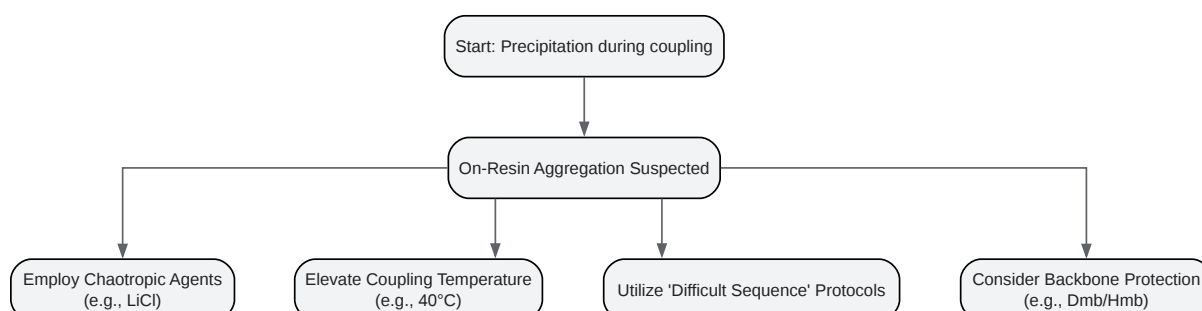 Start: Precipitation during coupling
On-Resin Aggregation Suspected
Employ Chaotropic Agents
(e.g., LiCl)
Elevate Coupling Temperature
(e.g., 40°C)
Utilize 'Difficult Sequence' Protocols
Consider Backbone Protection
(e.g., Dmb/Hmb)